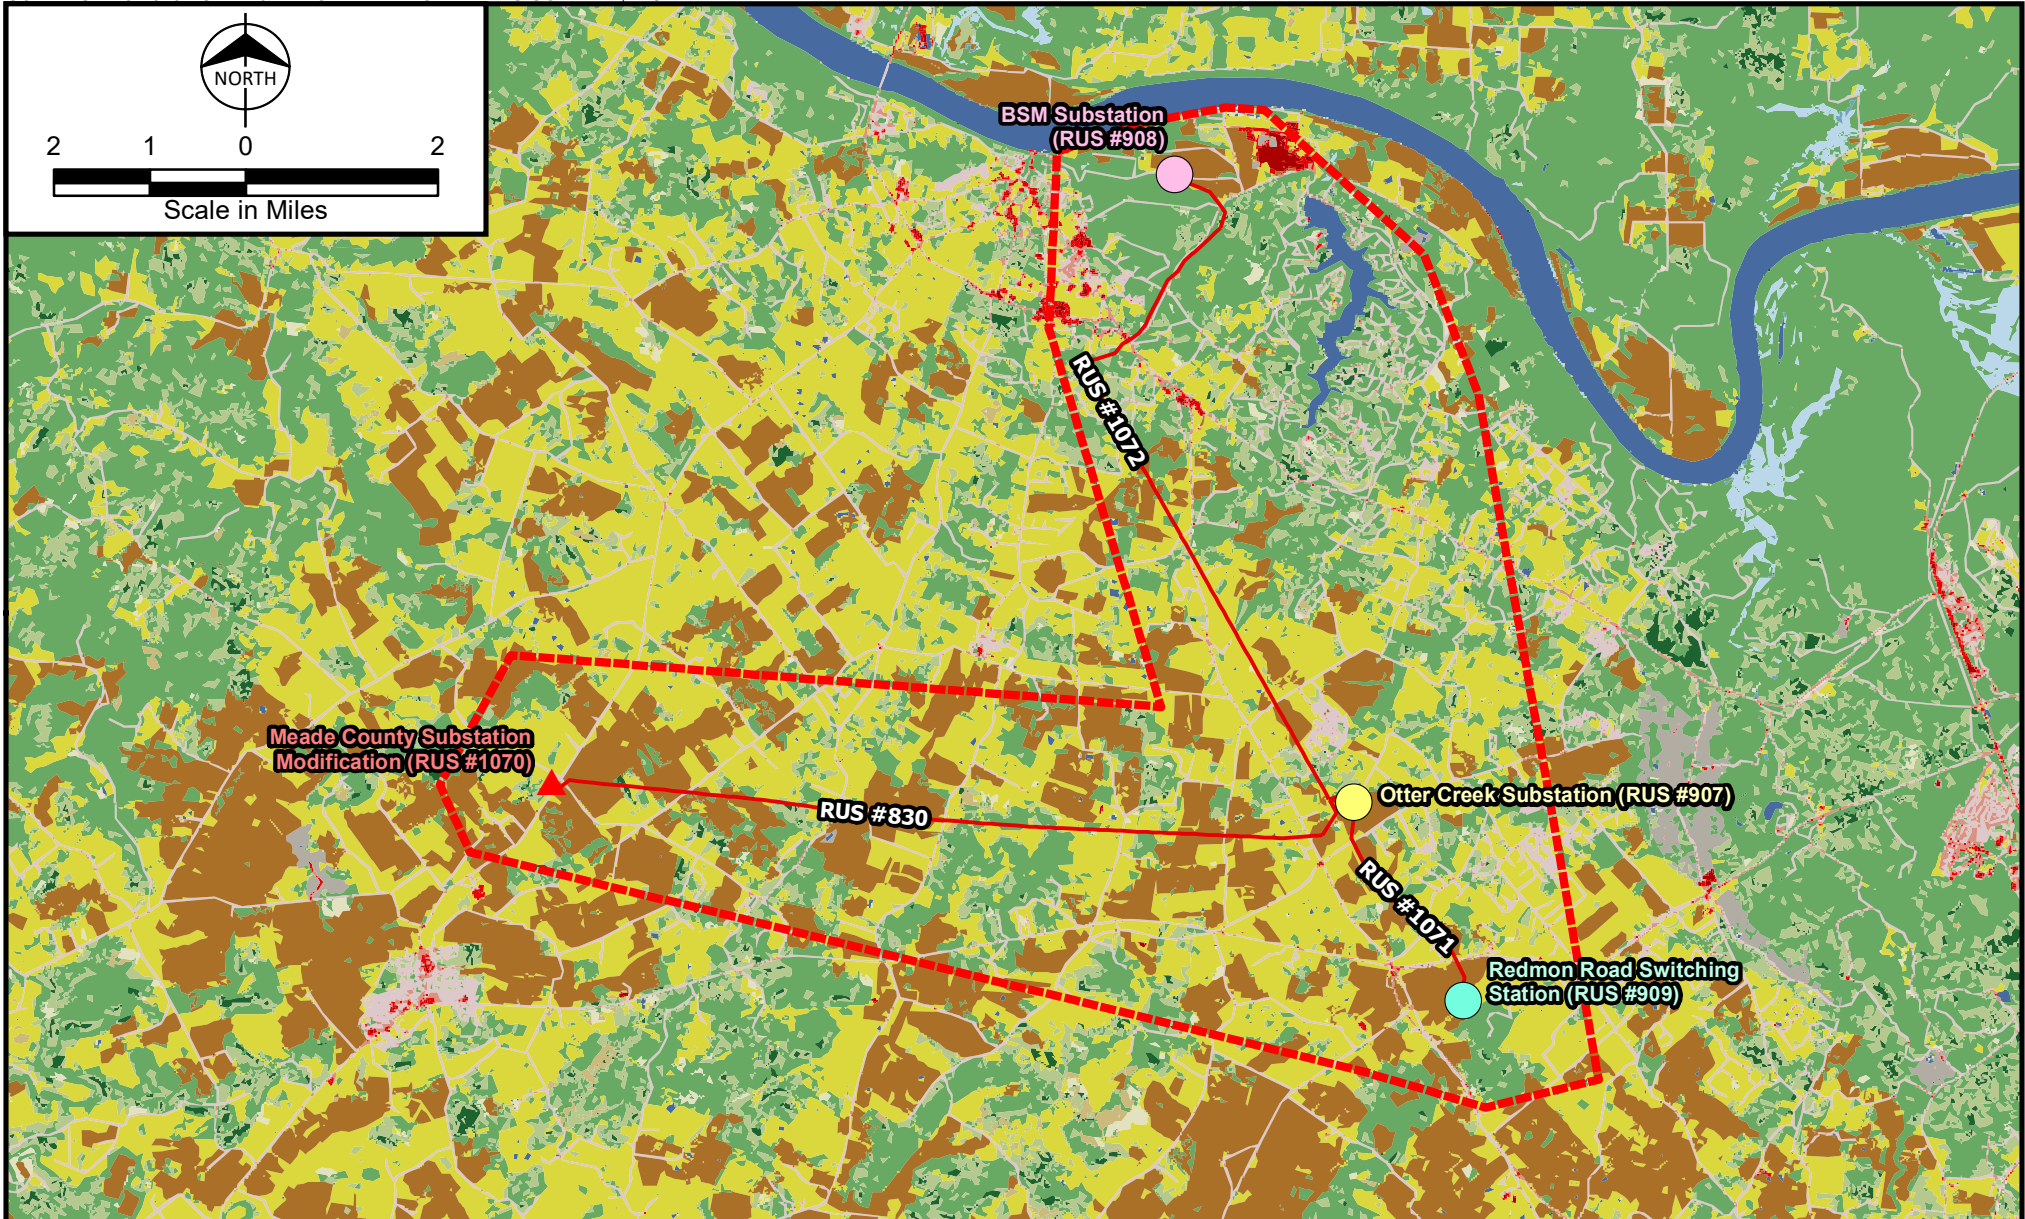 NORTH
2 1 0 2
Scale in Miles
BSM Substation
(RUS #908)
RUS #1072
Meade County Substation
Modification (RUS #1070)
RUS #830
Otter Creek Substation (RUS #907)
RUS #1071
Redmon Road Switching
Station (RUS #909)